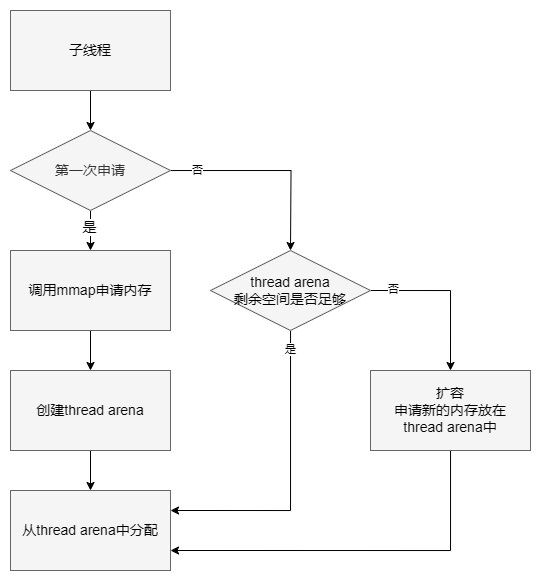 子线程
第一次申请
否
是
调用mmap申请内存
thread arena
剩余空间是否足够
否
是
创建thread arena
扩容
申请新的内存放在
thread arena中
从thread arena中分配